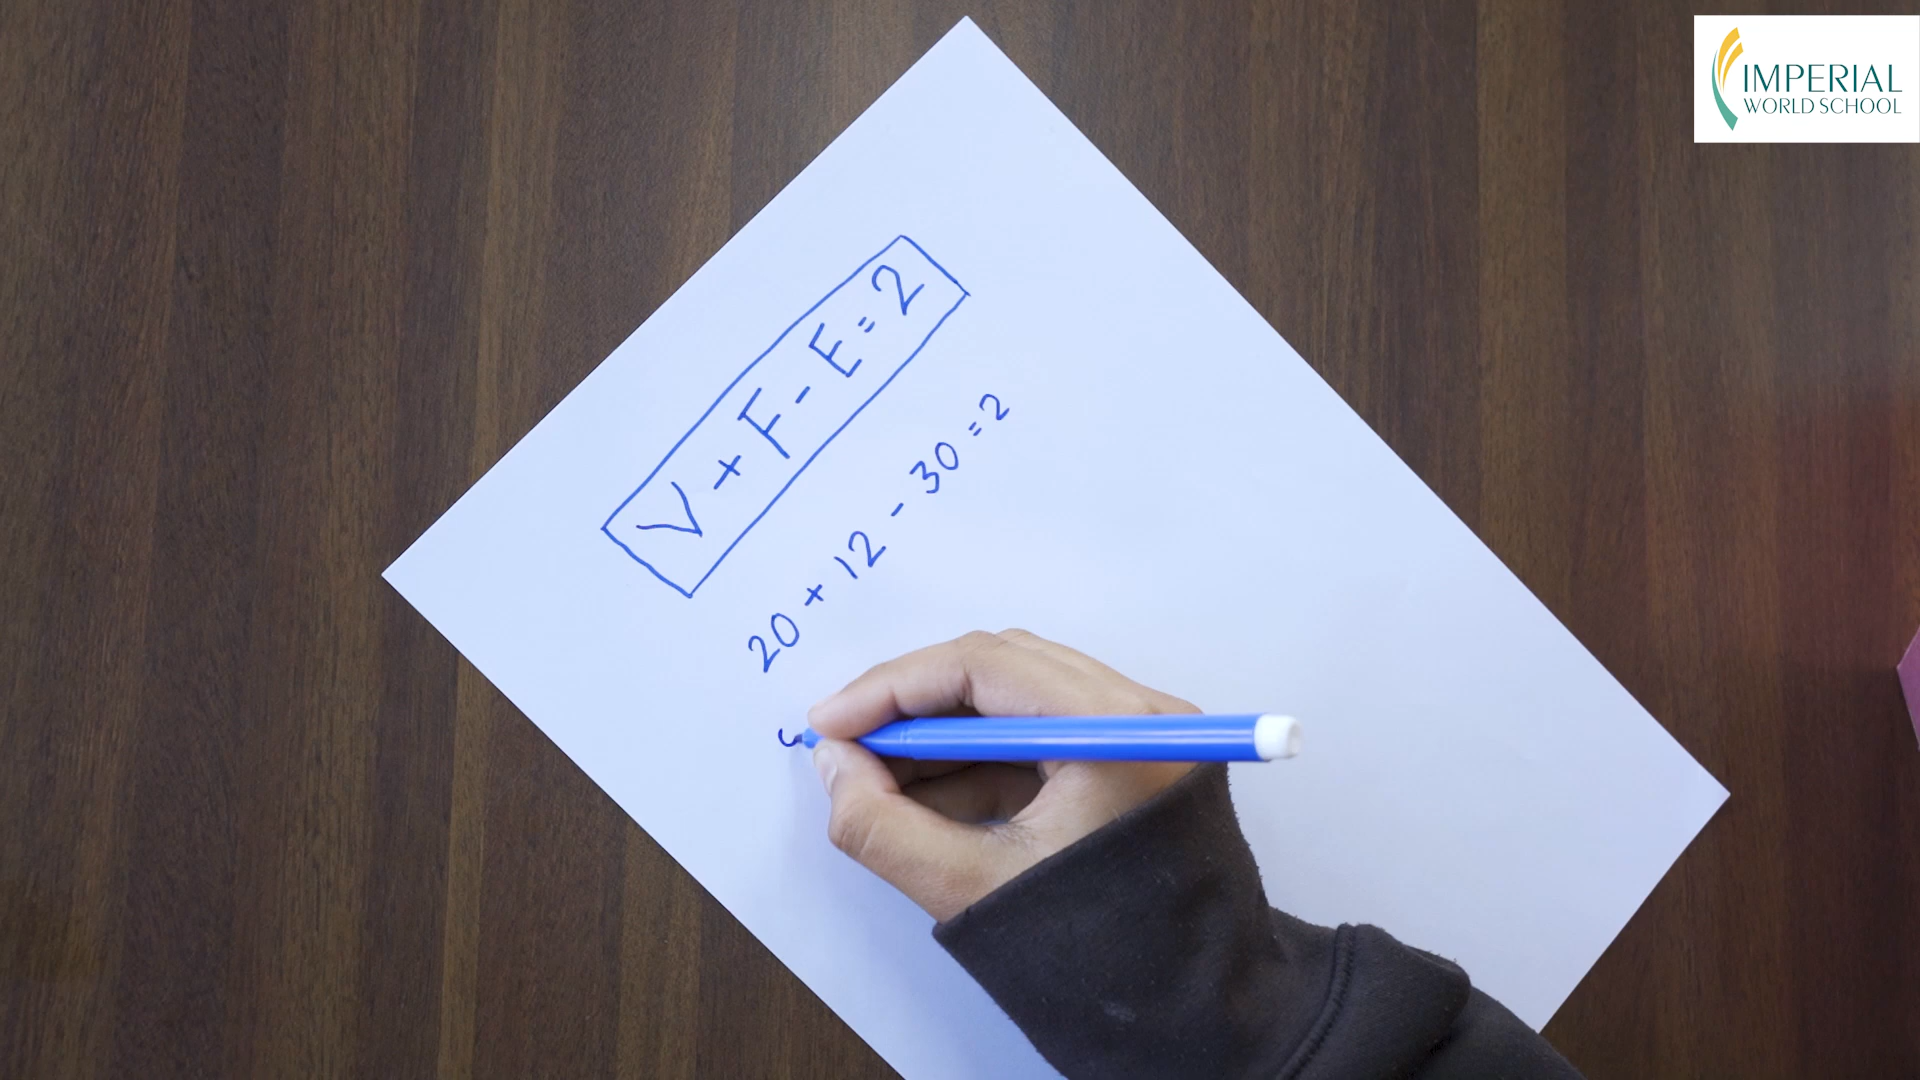 IMPERIAL
WORLD SCHOOL
V + F - E = 2
20 + 12 - 30 = 2